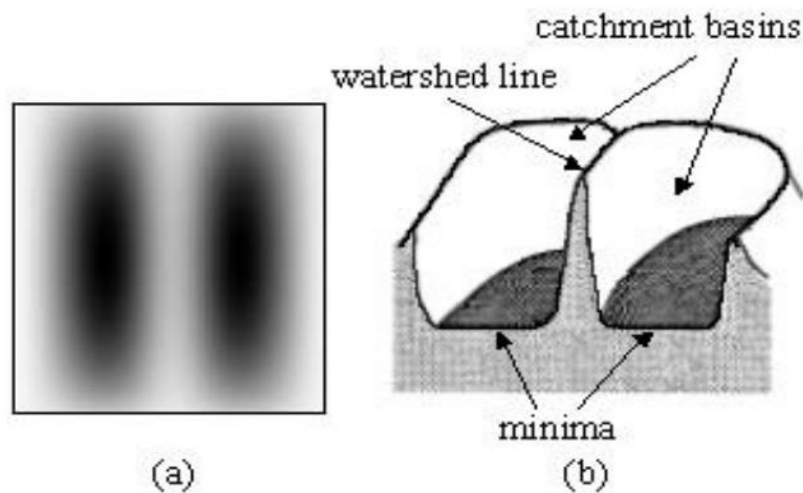 catchment basins
watershed line
minima
(a)
(b)